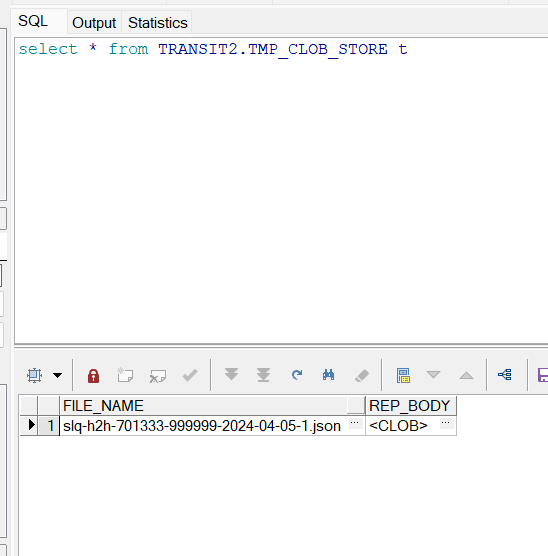 SQL Output Statistics
select * from TRANSIT2.TMP_CLOB_STORE t
FILE_NAME REP_BODY
1 slq-h2h-701333-999999-2024-04-05-1.json ... <CLOB> ...